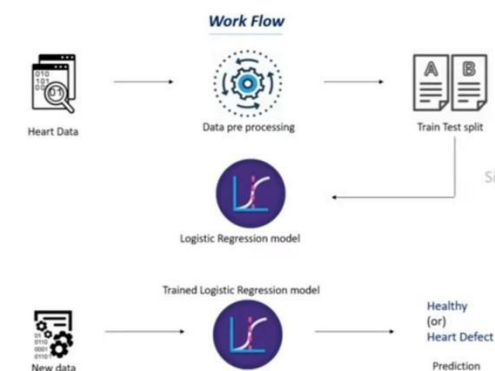 Work Flow
Heart Data
Data pre processing
A B
Train Test split
Logistic Regression model
Trained Logistic Regression model
New data
Healthy
(or)
Heart Defect
Prediction